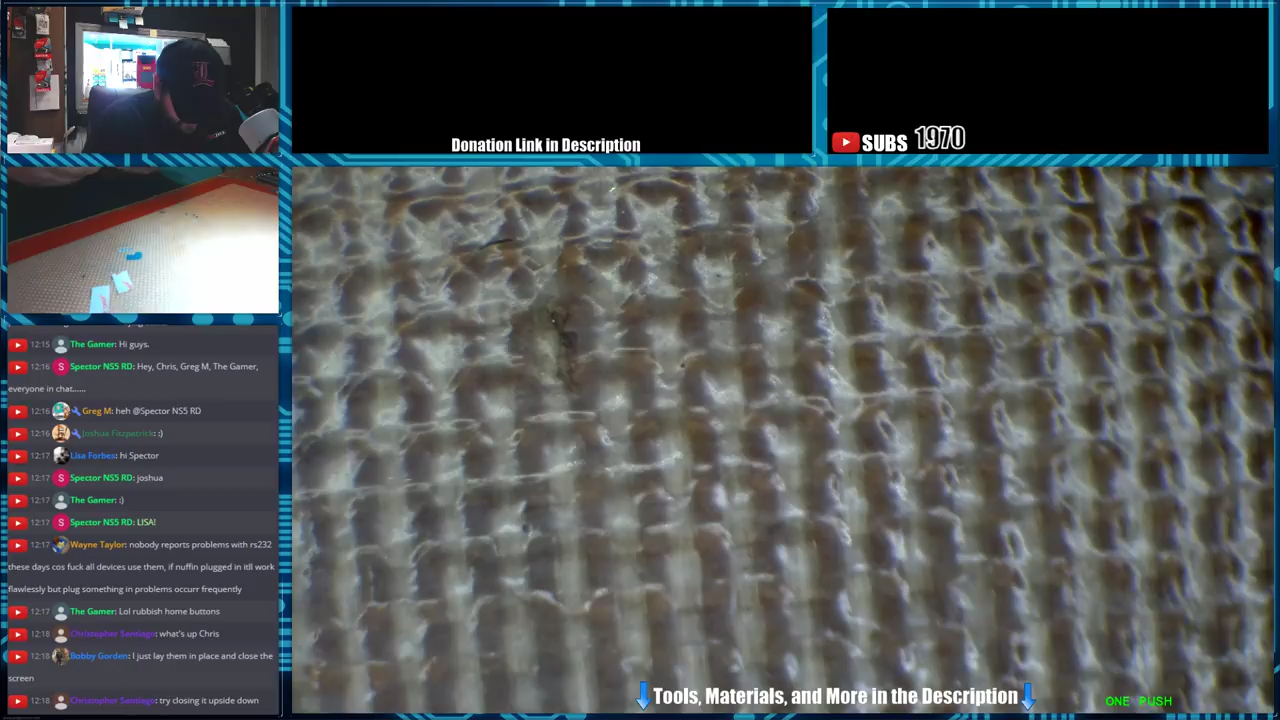 Donation Link in Description
SUBS 1970
12:15 The Gamer: Hi guys.
12:16 S Spector NS5 RD: Hey, Chris, Greg M, The Gamer,
everyone in chat......
12:16 Greg M: heh @Spector NS5 RD
12:16 Joshua Fitzpatrick: :)
12:17 Lisa Forbes: hi Spector
12:17 S Spector NS5 RD: joshua
12:17 The Gamer: :)
12:17 S Spector NS5 RD: LISA!
12:17 Wayne Taylor: nobody reports problems with rs232
these days cos fuck all devices use them, if nuffin plugged in itll work
flawlessly but plug something in problems occurr frequently
12:17 The Gamer: Lol rubbish home buttons
12:18 Christopher Santiago: what's up Chris
12:18 Bobby Gorden: I just lay them in place and close the
screen
12:18 Christopher Santiago: try closing it upside down
Tools, Materials, and More in the Description
ONE PUSH